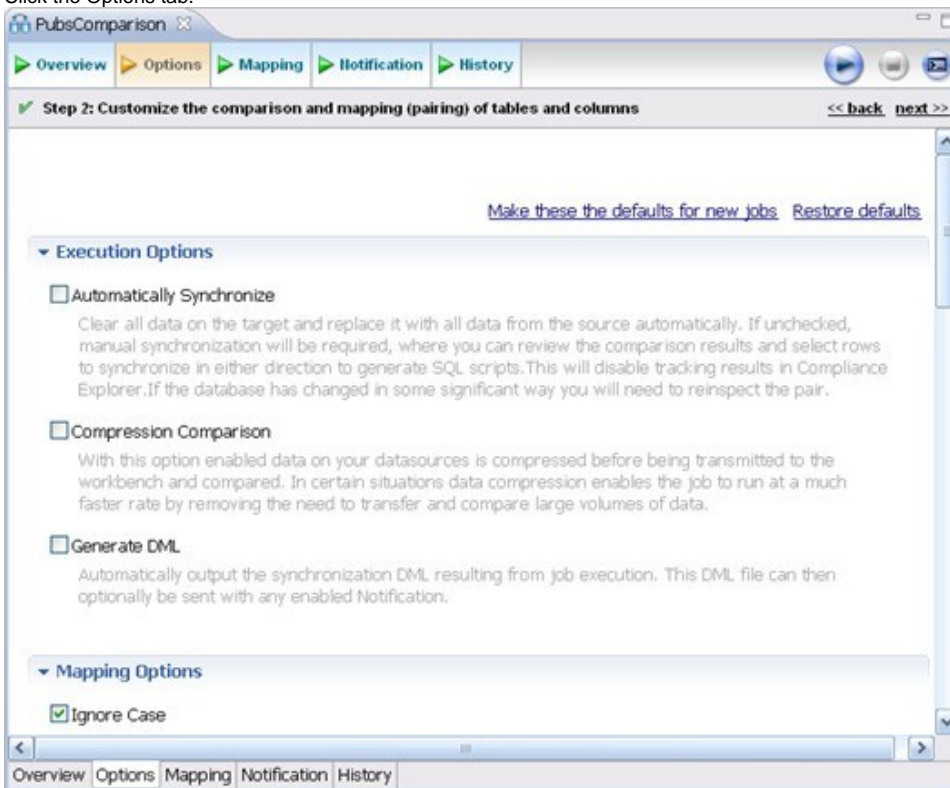 Click the Options tab.
PubsComparison
Overview Options Mapping Notification History
Step 2: Customize the comparison and mapping (pairing) of tables and columns << back next >>
Make these the defaults for new jobs Restore defaults
Execution Options
Automatically Synchronize
Clear all data on the target and replace it with all data from the source automatically. If unchecked,
manual synchronization will be required, where you can review the comparison results and select rows
to synchronize in either direction to generate SQL scripts.This will disable tracking results in Compliance
Explorer.If the database has changed in some significant way you will need to reinspect the pair.
Compression Comparison
With this option enabled data on your datasources is compressed before being transmitted to the
workbench and compared. In certain situations data compression enables the job to run at a much
faster rate by removing the need to transfer and compare large volumes of data.
Generate DML
Automatically output the synchronization DML resulting from job execution. This DML file can then
optionally be sent with any enabled Notification.
Mapping Options
Ignore Case
Overview Options Mapping Notification History